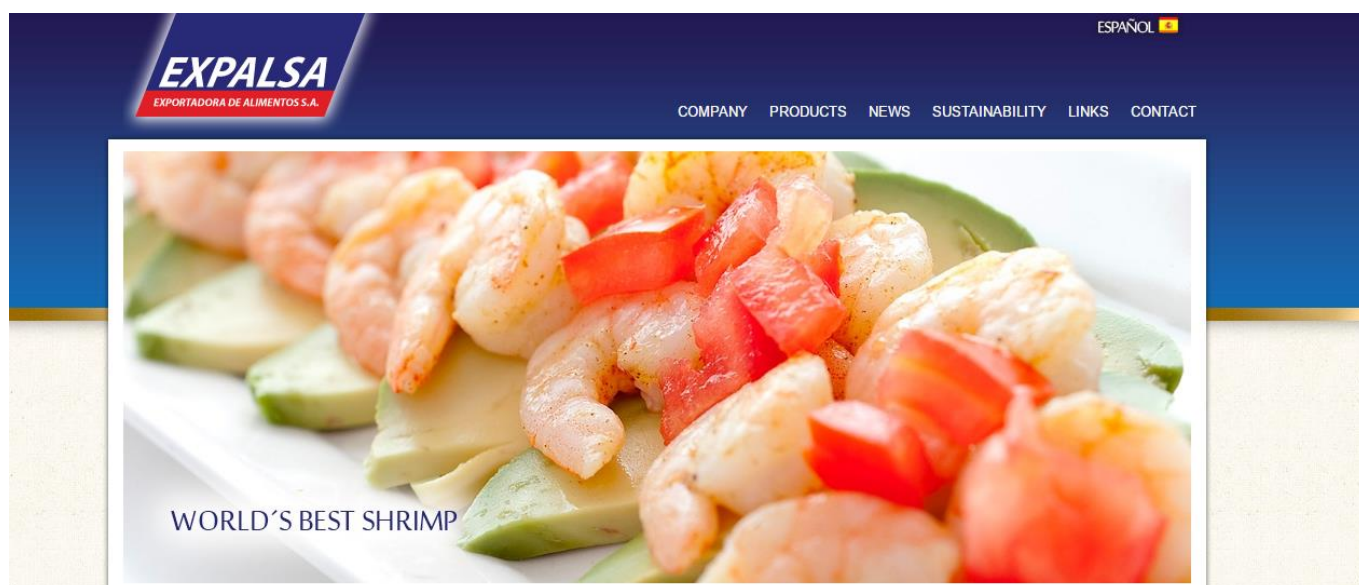 ESPAÑOL
EXPALSA
EXPORTADORA DE ALIMENTOS S.A.
COMPANY PRODUCTS NEWS SUSTAINABILITY LINKS CONTACT
WORLD´S BEST SHRIMP